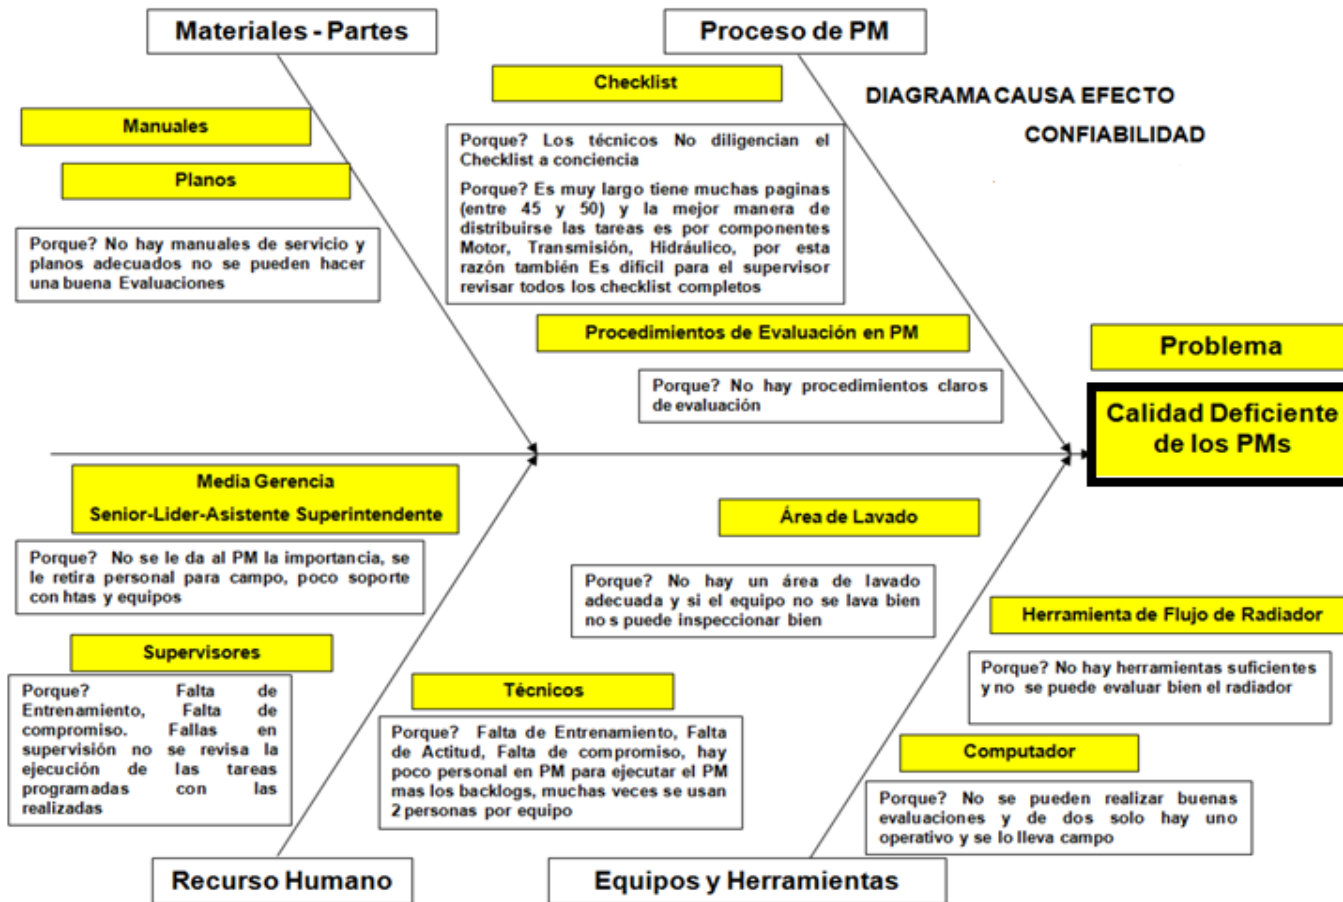 Materiales - Partes
Proceso de PM
DIAGRAMA CAUSA EFECTO
CONFIABILIDAD
Manuales
Planos
Porque? No hay manuales de servicio y
planos adecuados no se pueden hacer
una buena Evaluaciones
Checklist
Porque? Los técnicos No diligencian el
Checklist a conciencia
Porque? Es muy largo tiene muchas paginas
(entre 45 y 50) y la mejor manera de
distribuirse las tareas es por componentes
Motor, Transmisión, Hidráulico, por esta
razón también Es difícil para el supervisor
revisar todos los checklist completos
Procedimientos de Evaluación en PM
Porque? No hay procedimientos claros
de evaluación
Problema
Calidad Deficiente
de los PMs
Media Gerencia
Senior-Lider-Asistente Superintendente
Porque? No se le da al PM la importancia, se
le retira personal para campo, poco soporte
con htas y equipos
Supervisores
Porque? Falta de
Entrenamiento, Falta de
compromiso. Fallas en
supervisión no se revisa la
ejecución de las tareas
programadas con las
realizadas
Técnicos
Porque? Falta de Entrenamiento, Falta
de Actitud, Falta de compromiso, hay
poco personal en PM para ejecutar el PM
mas los backlogs, muchas veces se usan
2 personas por equipo
Área de Lavado
Porque? No hay un área de lavado
adecuada y si el equipo no se lava bien
no s puede inspeccionar bien
Herramienta de Flujo de Radiador
Porque? No hay herramientas suficientes
y no se puede evaluar bien el radiador
Computador
Porque? No se pueden realizar buenas
evaluaciones y de dos solo hay uno
operativo y se lo lleva campo
Recurso Humano
Equipos y Herramientas